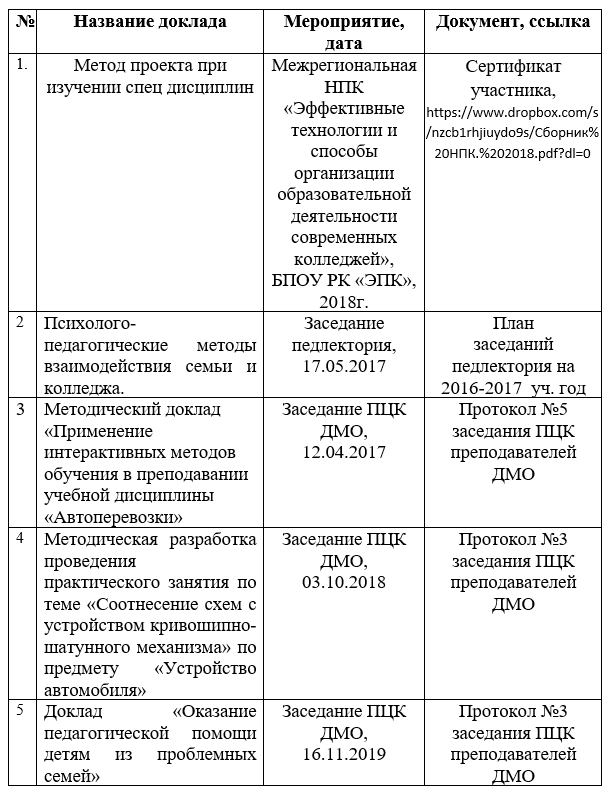 № Название доклада Мероприятие, дата Документ, ссылка
1. Метод проекта при
изучении спец дисциплин
Межрегиональная
НПК
«Эффективные
технологии и
способы
организации
образовательной
деятельности
современных
колледжей»,
БПОУ РК «ЭПК»,
2018г.
Сертификат
участника,
https://www.dropbox.com/s
/nzcb1rhjiuydo9s/Сборник%
20НПК.%202018.pdf?dl=0
2 Психолого-
педагогические методы
взаимодействия семьи и
колледжа.
Заседание
педлектория,
17.05.2017
План
заседаний
педлектория на
2016-2017 уч. год
3 Методический доклад
«Применение
интерактивных методов
обучения в преподавании
учебной дисциплины
«Автоперевозки»
Заседание ПЦК
ДМО,
12.04.2017
Протокол №5
заседания ПЦК
преподавателей
ДМО
4 Методическая разработка
проведения
практического занятия по
теме «Соотнесение схем с
устройством кривошипно-
шатунного механизма» по
предмету «Устройство
автомобиля»
Заседание ПЦК
ДМО,
03.10.2018
Протокол №3
заседания ПЦК
преподавателей
ДМО
5 Доклад «Оказание
педагогической помощи
детям из проблемных
семей»
Заседание ПЦК
ДМО,
16.11.2019
Протокол №3
заседания ПЦК
преподавателей
ДМО